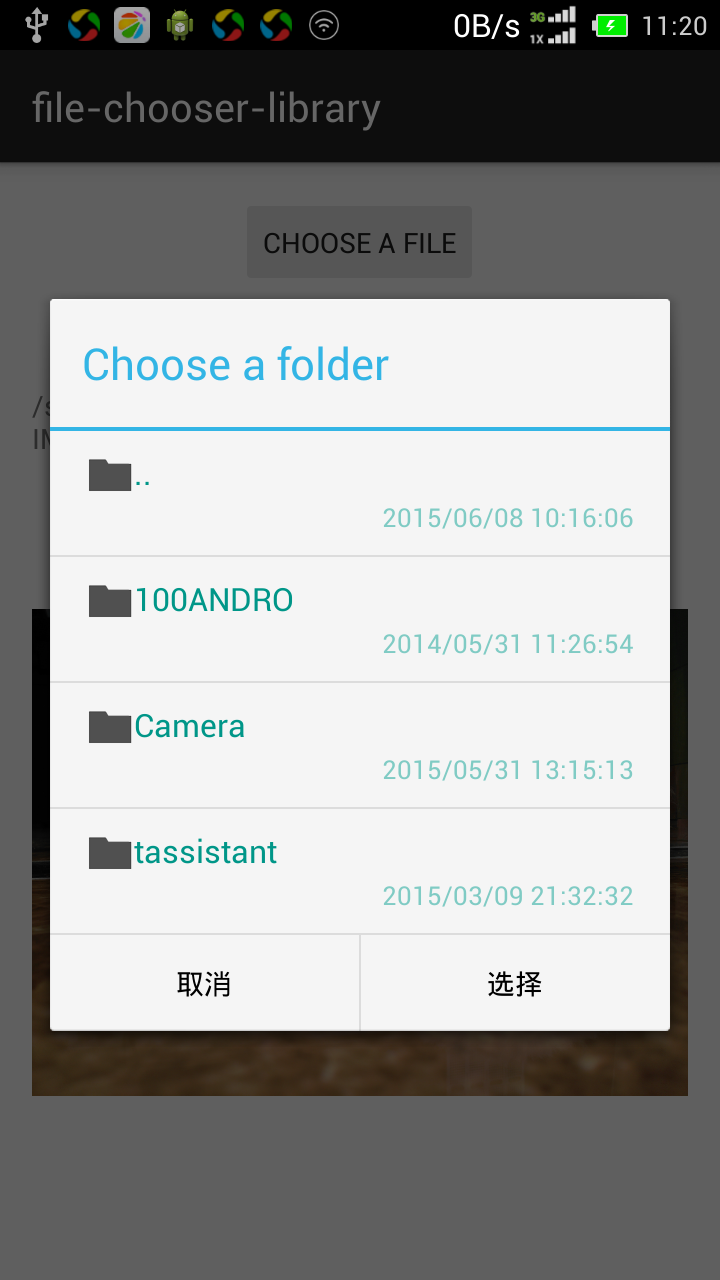 0B/s 3G 1X 11:20
file-chooser-library
CHOOSE A FILE
Choose a folder
..
2015/06/08 10:16:06
100ANDRO
2014/05/31 11:26:54
Camera
2015/05/31 13:15:13
tassistant
2015/03/09 21:32:32
取消 选择